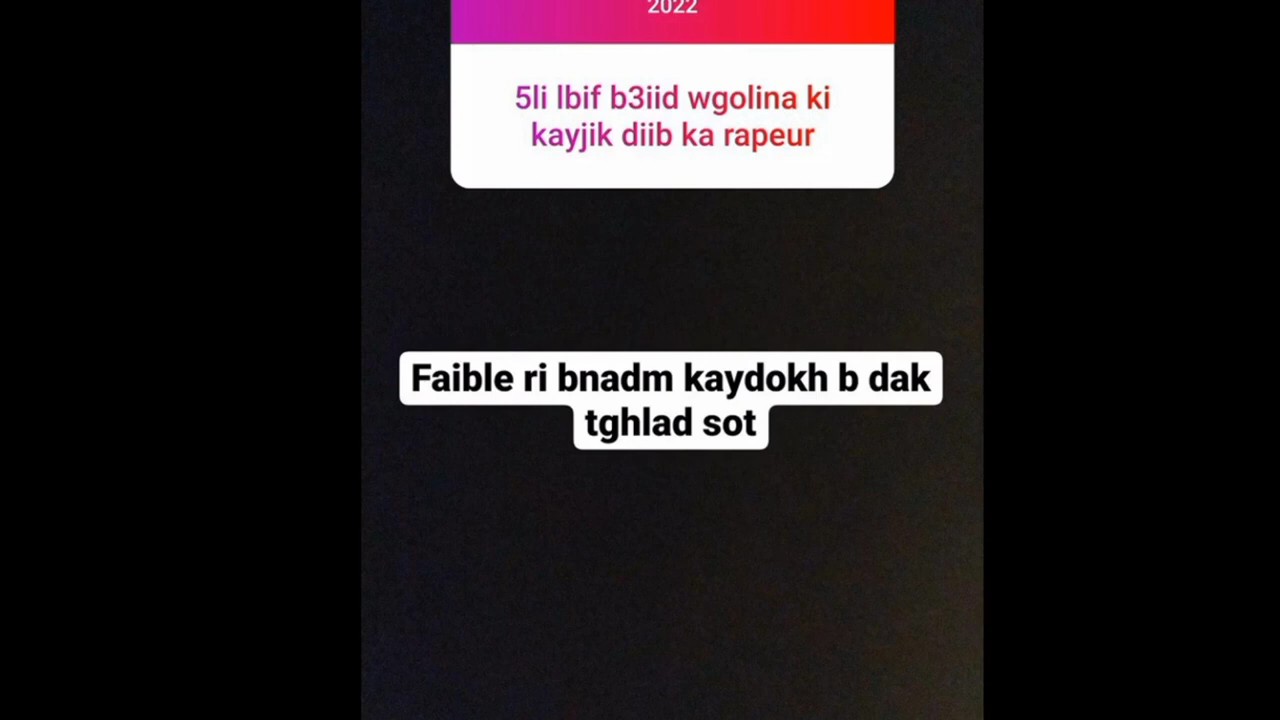 2022
5li lbif b3iid wgolina ki
kayjik diib ka rapeur
Faible ri bnadm kaydokh b dak
tghlad sot